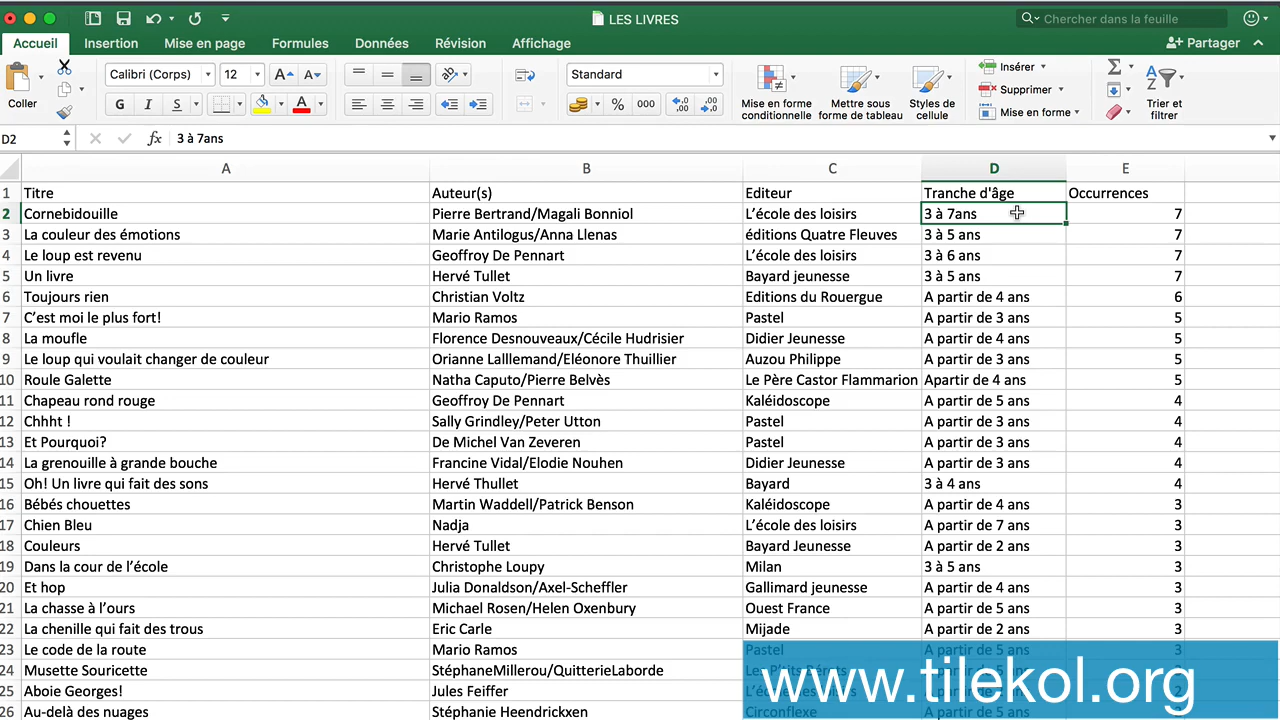 LES LIVRES
Chercher dans la feuille
Accueil Insertion Mise en page Formules Données Révision Affichage Partager
Coller Calibri (Corps) 12 A A Standard Mise en forme conditionnelle Mettre sous forme de tableau Styles de cellule Insérer Supprimer Mise en forme Trier et filtrer
G I S A % 000
D2 fx 3 à 7ans
A B C D E
1 Titre Auteur(s) Editeur Tranche d'âge Occurrences
2 Cornebidouille Pierre Bertrand/Magali Bonniol L’école des loisirs 3 à 7ans 7
3 La couleur des émotions Marie Antilogus/Anna Llenas éditions Quatre Fleuves 3 à 5 ans 7
4 Le loup est revenu Geoffroy De Pennart L’école des loisirs 3 à 6 ans 7
5 Un livre Hervé Tullet Bayard jeunesse 3 à 5 ans 7
6 Toujours rien Christian Voltz Editions du Rouergue A partir de 4 ans 6
7 C’est moi le plus fort! Mario Ramos Pastel A partir de 3 ans 5
8 La moufle Florence Desnouveaux/Cécile Hudrisier Didier Jeunesse A partir de 4 ans 5
9 Le loup qui voulait changer de couleur Orianne Lalllemand/Eléonore Thuillier Auzou Philippe A partir de 3 ans 5
10 Roule Galette Natha Caputo/Pierre Belvès Le Père Castor Flammarion Apartir de 4 ans 5
11 Chapeau rond rouge Geoffroy De Pennart Kaléidoscope A partir de 5 ans 4
12 Chhht ! Sally Grindley/Peter Utton Pastel A partir de 3 ans 4
13 Et Pourquoi? De Michel Van Zeveren Pastel A partir de 3 ans 4
14 La grenouille à grande bouche Francine Vidal/Elodie Nouhen Didier Jeunesse A partir de 3 ans 4
15 Oh! Un livre qui fait des sons Hervé Thullet Bayard 3 à 4 ans 4
16 Bébés chouettes Martin Waddell/Patrick Benson Kaléidoscope A partir de 4 ans 3
17 Chien Bleu Nadja L’école des loisirs A partir de 7 ans 3
18 Couleurs Hervé Tullet Bayard Jeunesse A partir de 2 ans 3
19 Dans la cour de l’école Christophe Loupy Milan 3 à 5 ans 3
20 Et hop Julia Donaldson/Axel-Scheffler Gallimard jeunesse A partir de 4 ans 3
21 La chasse à l’ours Michael Rosen/Helen Oxenbury Ouest France A partir de 5 ans 3
22 La chenille qui fait des trous Eric Carle Mijade A partir de 2 ans 3
23 Le code de la route Mario Ramos Pastel A partir de 5 ans 3
24 Musette Souricette StéphaneMillerou/QuitterieLaborde
25 Aboie Georges! Jules Feiffer
26 Au-delà des nuages Stéphanie Heendrickxen Circonflexe
www.tilekol.org